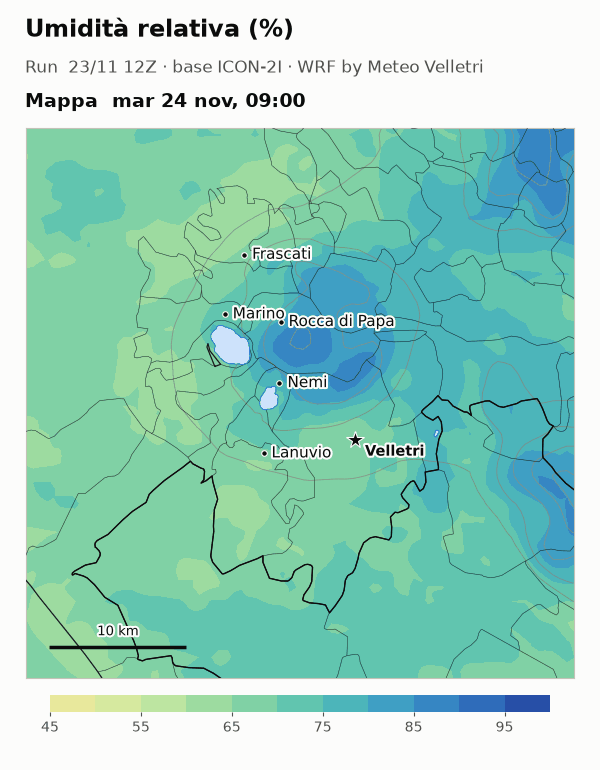 Umidità relativa (%)
Run  23/11 12Z · base ICON-2I · WRF by Meteo Velletri
Mappa  mar 24 nov, 09:00
Frascati
Marino
Rocca di Papa
Nemi
Velletri
Lanuvio
10 km
45 55 65 75 85 95